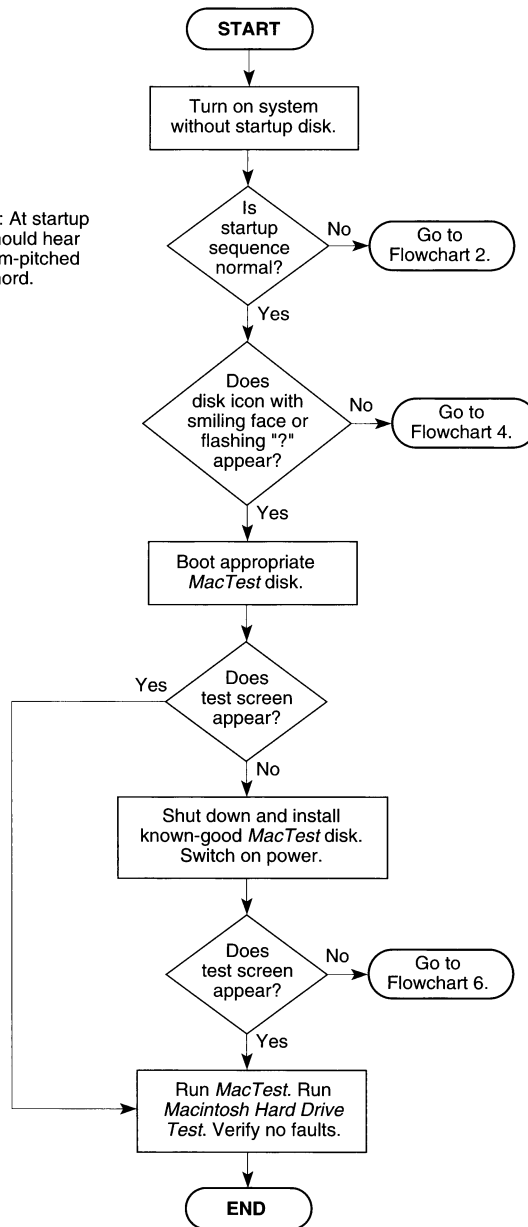 START
Turn on system
without startup disk.
: At startup
hear
chord.
Is
startup
sequence
normal?
No
Go to
Flowchart 2.
Yes
Does
disk icon with
smiling face or
flashing "?"
appear?
No
Go to
Flowchart 4.
Yes
Boot appropriate
MacTest disk.
Does
test screen
appear?
Yes
No
Shut down and install
known-good MacTest disk.
Switch on power.
Does
test screen
appear?
No
Go to
Flowchart 6.
Yes
Run MacTest. Run
Macintosh Hard Drive
Test. Verify no faults.
END